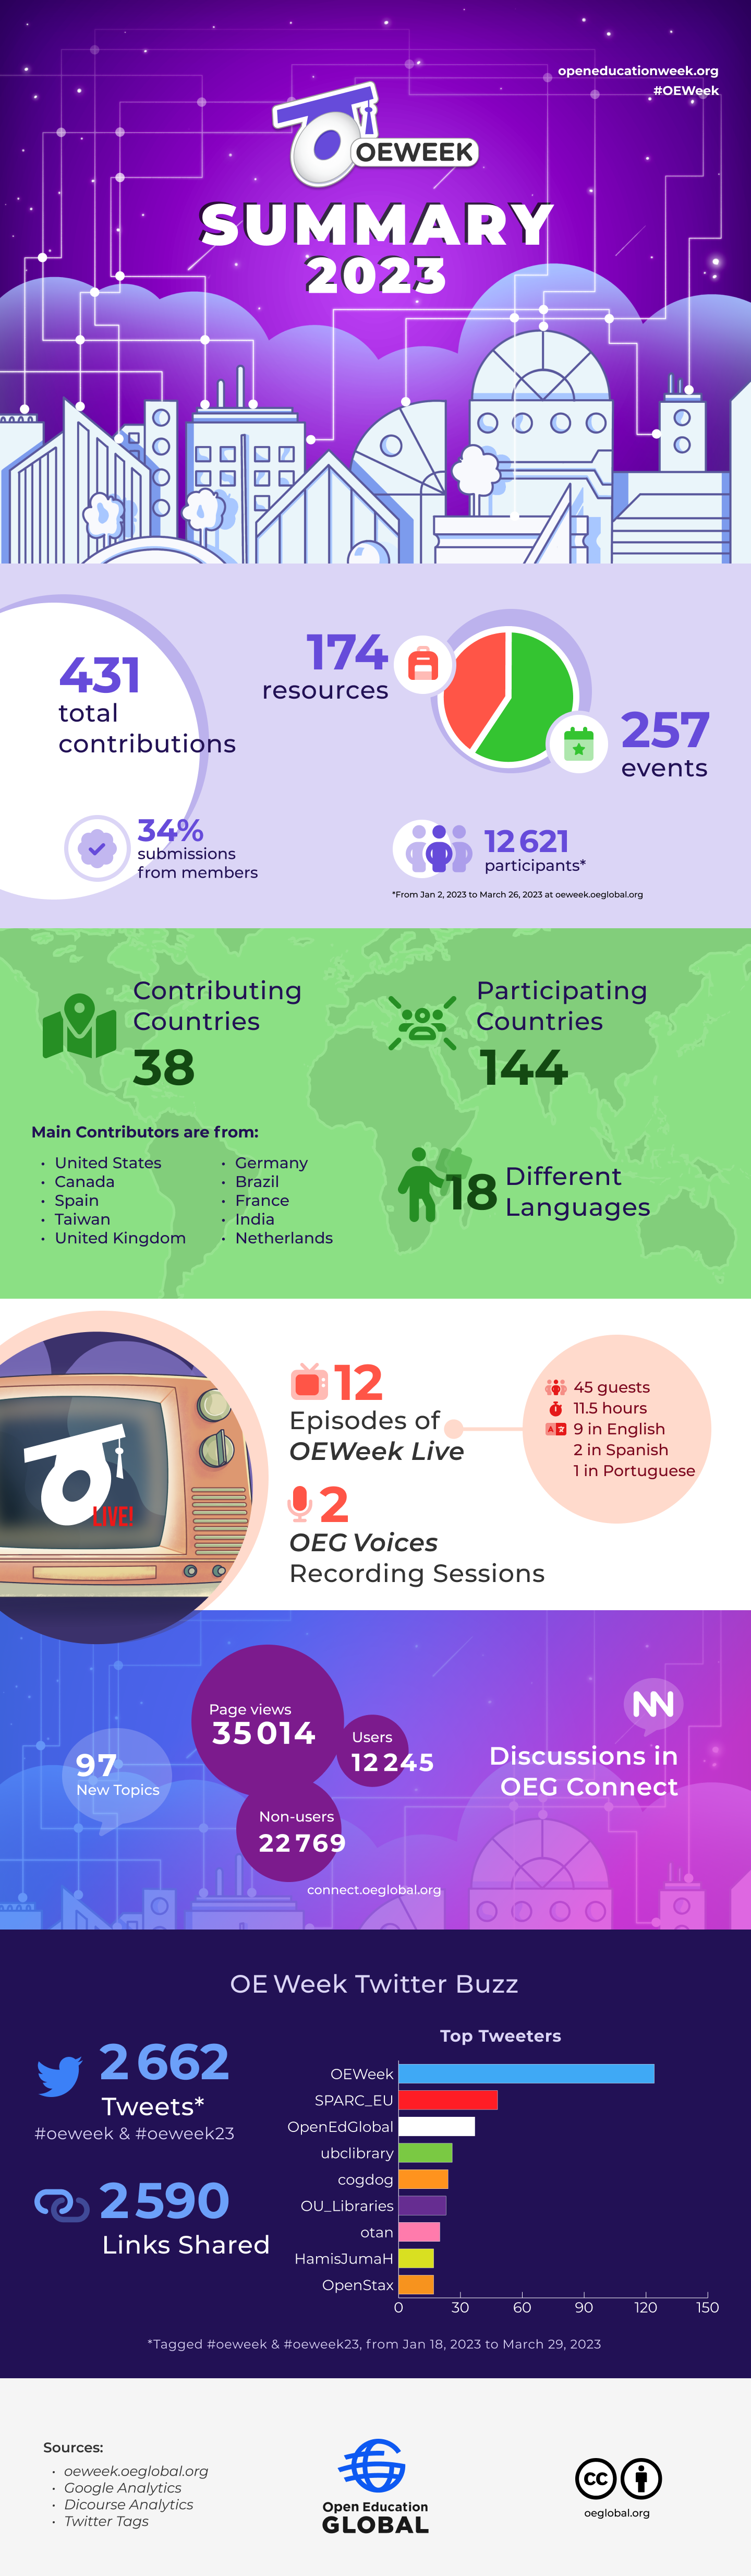 openeducationweek.org
#OEWeek
OEWEEK
SUMMARY
2023
431
total
contributions
174
resources
257
events
34%
submissions
from members
12 621
participants*
*From Jan 2, 2023 to March 26, 2023 at oeweek.oeglobal.org
Contributing
Countries
38
Participating
Countries
144
Main Contributors are from:
• United States
• Canada
• Spain
• Taiwan
• United Kingdom
• Germany
• Brazil
• France
• India
• Netherlands
18 Different
Languages
LIVE!
12
Episodes of
OEWeek Live
45 guests
11.5 hours
9 in English
2 in Spanish
1 in Portuguese
2
OEG Voices
Recording Sessions
97
New Topics
Page views
35 014
Users
12 245
Non-users
22 769
connect.oeglobal.org
Discussions in
OEG Connect
OE Week Twitter Buzz
2 662
Tweets*
#oeweek & #oeweek23
2 590
Links Shared
Top Tweeters
OEWeek
SPARC_EU
OpenEdGlobal
ubclibrary
cogdog
OU_Libraries
otan
HamisJumaH
OpenStax
0 30 60 90 120 150
*Tagged #oeweek & #oeweek23, from Jan 18, 2023 to March 29, 2023
Sources:
• oeweek.oeglobal.org
• Google Analytics
• Dicourse Analytics
• Twitter Tags
Open Education
GLOBAL
cc
oeglobal.org